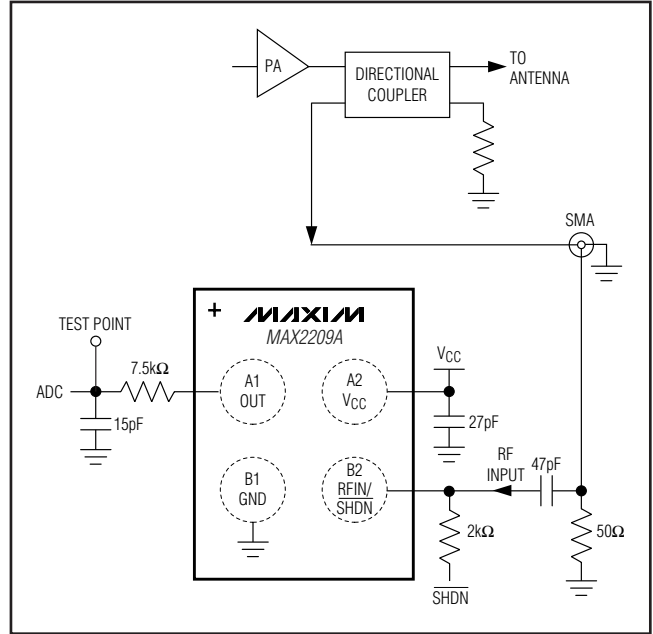 PA
DIRECTIONAL
COUPLER
TO
ANTENNA
SMA
+
MAXIM
MAX2209A
TEST POINT
7.5kΩ
ADC
15pF
A1
OUT
A2
VCC
VCC
27pF
B1
GND
B2
RFIN/
SHDN
RF
INPUT
47pF
2kΩ
50Ω
SHDN